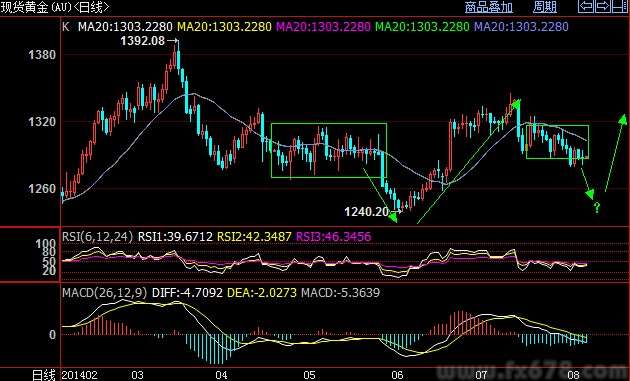 现货黄金(AU)<日线>
商品叠加 周期
K MA20:1303.2280 MA20:1303.2280 MA20:1303.2280 MA20:1303.2280 MA20:1303.2280
1392.08
1380
1320
1260
1240.20
?
RSI(6,12,24) RSI1:39.6712 RSI2:42.3487 RSI3:46.3456
100
80
50
20
MACD(26,12,9) DIFF:-4.7092 DEA:-2.0273 MACD:-5.3639
0
日线 201402 03 04 05 06 07 08
www.fx678.com